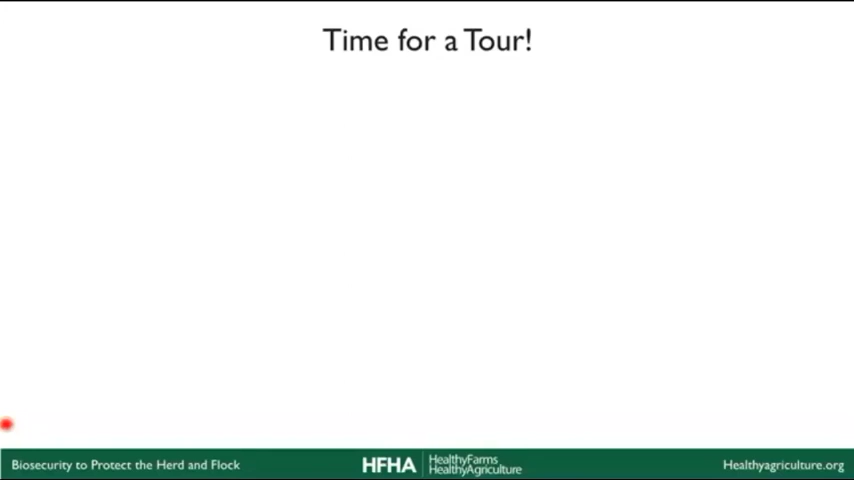 Time for a Tour!
Biosecurity to Protect the Herd and Flock
HFHA
HealthyFarms
HealthyAgriculture
Healthyagriculture.org